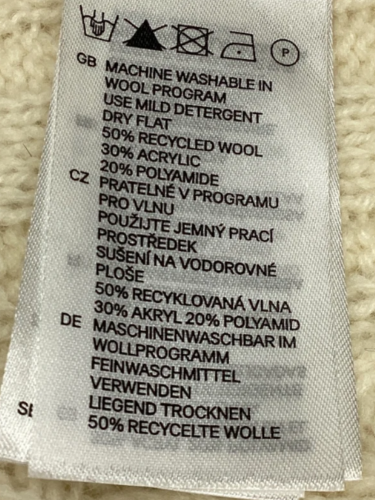 P
GB MACHINE WASHABLE IN
WOOL PROGRAM
USE MILD DETERGENT
DRY FLAT
50% RECYCLED WOOL
30% ACRYLIC
20% POLYAMIDE
CZ PRATELNÉ V PROGRAMU
PRO VLNU
POUŽIJTE JEMNÝ PRACÍ
PROSTŘEDEK
SUŠENÍ NA VODOROVNÉ
PLOŠE
50% RECYKLOVANÁ VLNA
30% AKRYL 20% POLYAMID
DE MASCHINENWASCHBAR IM
WOLLPROGRAMM
FEINWASCHMITTEL
VERWENDEN
LIEGEND TROCKNEN
50% RECYCELTE WOLLE